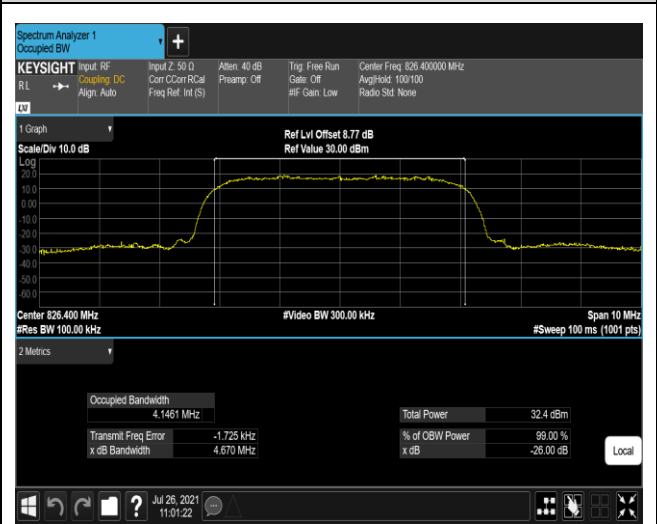 Spectrum Analyzer 1
Occupied BW
+
KEYSIGHT Input: RF Input Z: 50 Ω Atten: 40 dB Trig: Free Run Center Freq: 826.400000 MHz
RL Coupling: DC Corr CCorr RCal Preamp: Off Gate: Off Avg|Hold: 100/100
Align: Auto Freq Ref: Int (S) #IF Gain: Low Radio Std: None
LXI
1 Graph Ref Lvl Offset 8.77 dB
Scale/Div 10.0 dB Ref Value 30.00 dBm
Log
20.0
10.0
0.00
-10.0
-20.0
-30.0
-40.0
-50.0
-60.0
Center 826.400 MHz #Video BW 300.00 kHz Span 10 MHz
#Res BW 100.00 kHz #Sweep 100 ms (1001 pts)
2 Metrics
Occupied Bandwidth
4.1461 MHz Total Power 32.4 dBm
Transmit Freq Error -1.725 kHz % of OBW Power 99.00 %
x dB Bandwidth 4.670 MHz x dB -26.00 dB
Local
? Jul 26, 2021
11:01:22